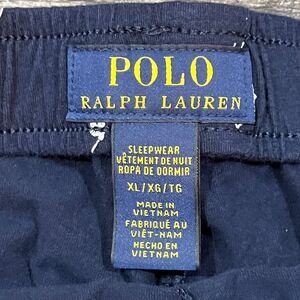 POLO
RALPH LAUREN
SLEEPWEAR
VÊTEMENT DE NUIT
ROPA DE DORMIR
XL/XG/TG
MADE IN
VIETNAM
FABRIQUÉ AU
VIÊT-NAM
HECHO EN
VIETNAM